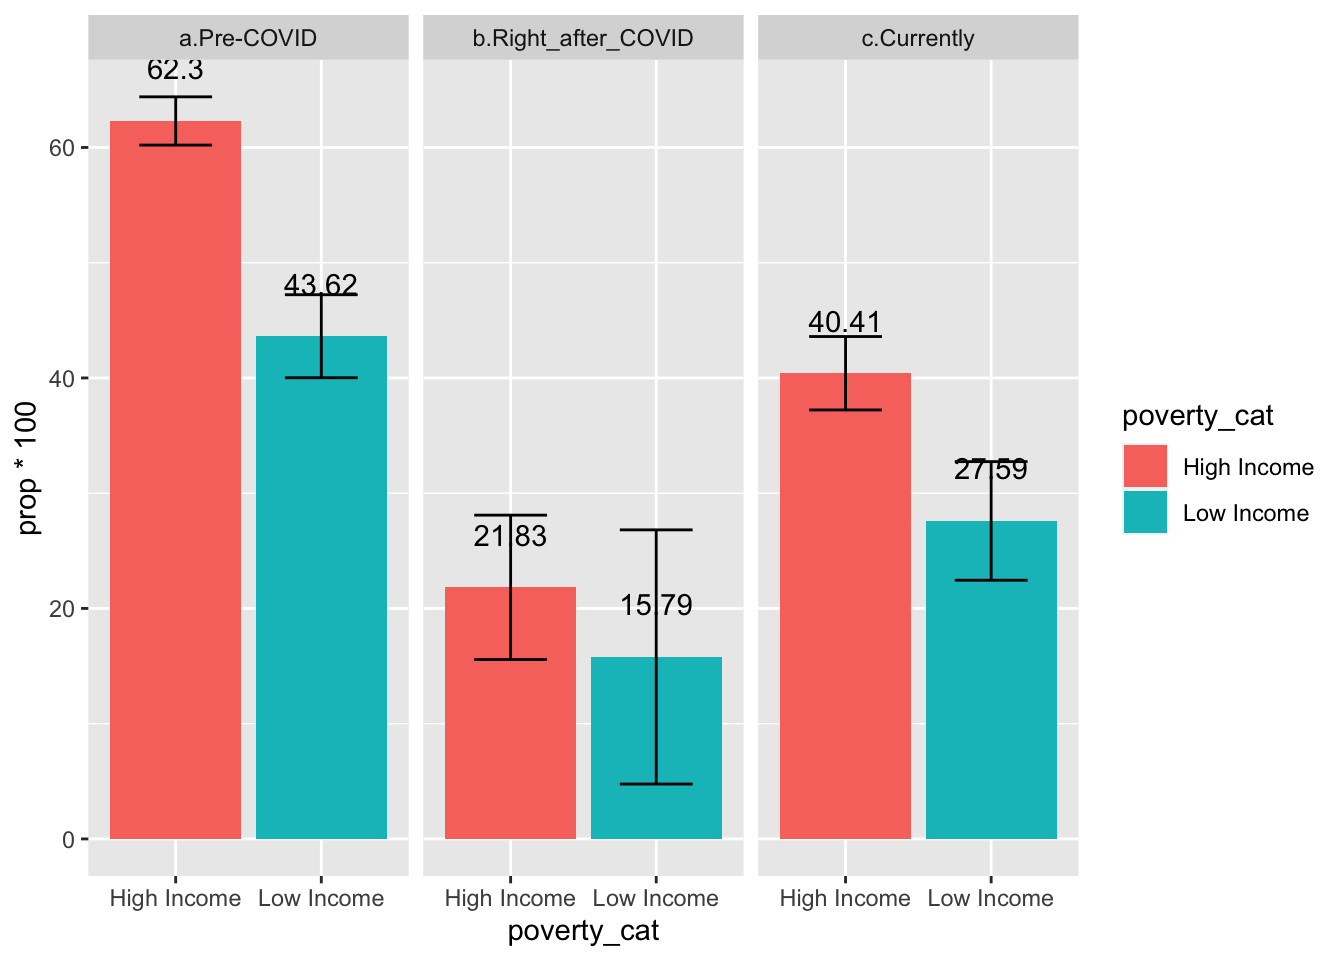 a.Pre-COVID
b.Right_after_COVID
c.Currently
prop * 100
60
40
20
0
62.3
43.62
21.83
15.79
40.41
27.59
High Income
Low Income
High Income
Low Income
High Income
Low Income
poverty_cat
poverty_cat
High Income
Low Income